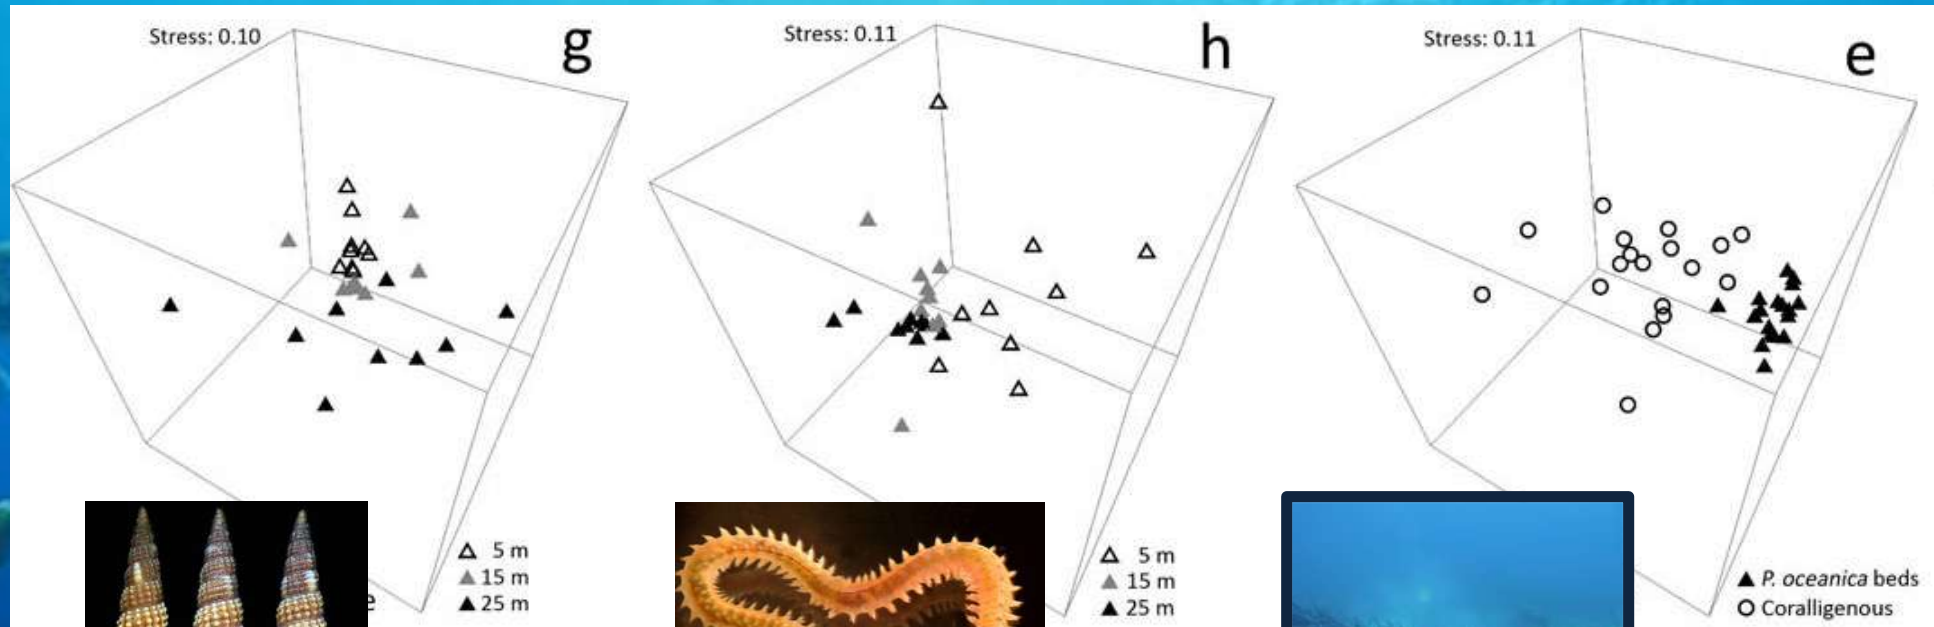 Stress: 0.10
g
5 m
15 m
25 m
e
Stress: 0.11
h
5 m
15 m
25 m
Stress: 0.11
e
P. oceanica beds
Coralligenous